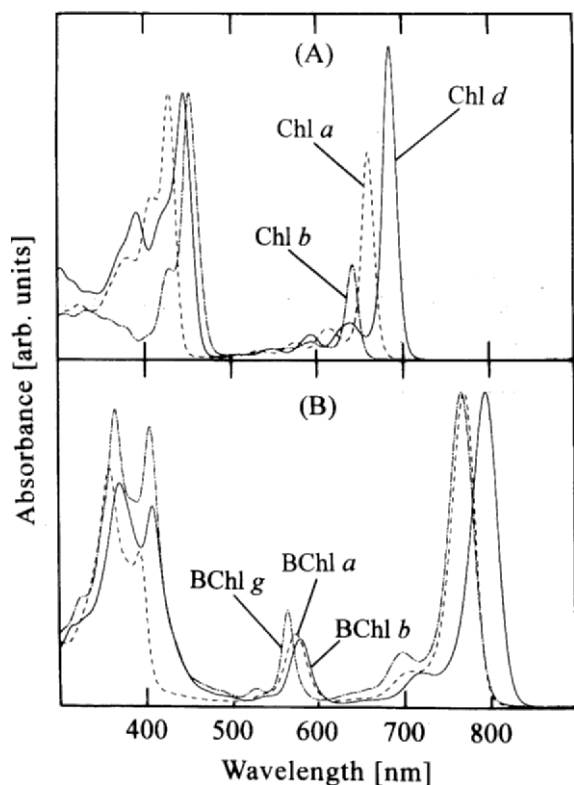 (A)
Chl d
Chl a
Chl b
(B)
BChl a
BChl g
BChl b
400 500 600 700 800
Wavelength [nm]
Absorbance [arb. units]